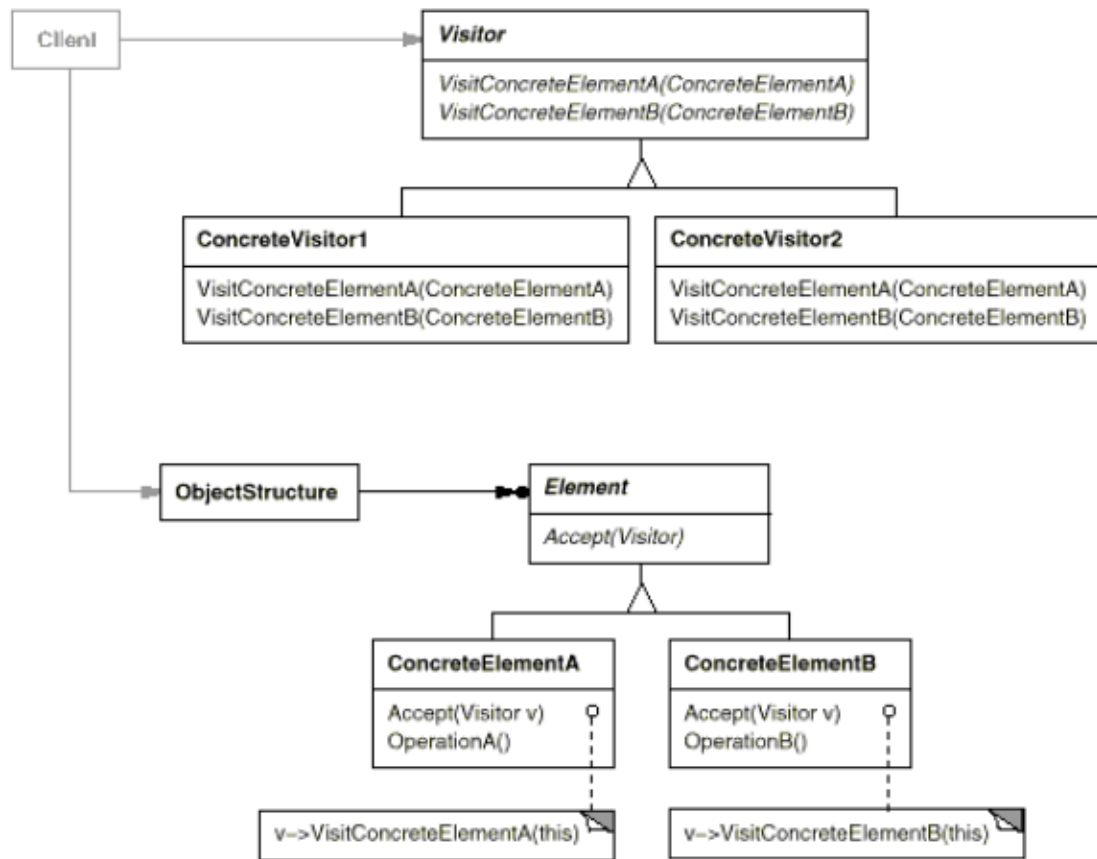 Client
Visitor
VisitConcreteElementA(ConcreteElementA)
VisitConcreteElementB(ConcreteElementB)
ConcreteVisitor1
VisitConcreteElementA(ConcreteElementA)
VisitConcreteElementB(ConcreteElementB)
ConcreteVisitor2
VisitConcreteElementA(ConcreteElementA)
VisitConcreteElementB(ConcreteElementB)
ObjectStructure
Element
Accept(Visitor)
ConcreteElementA
Accept(Visitor v)
OperationA()
ConcreteElementB
Accept(Visitor v)
OperationB()
v–>VisitConcreteElementA(this)
v–>VisitConcreteElementB(this)